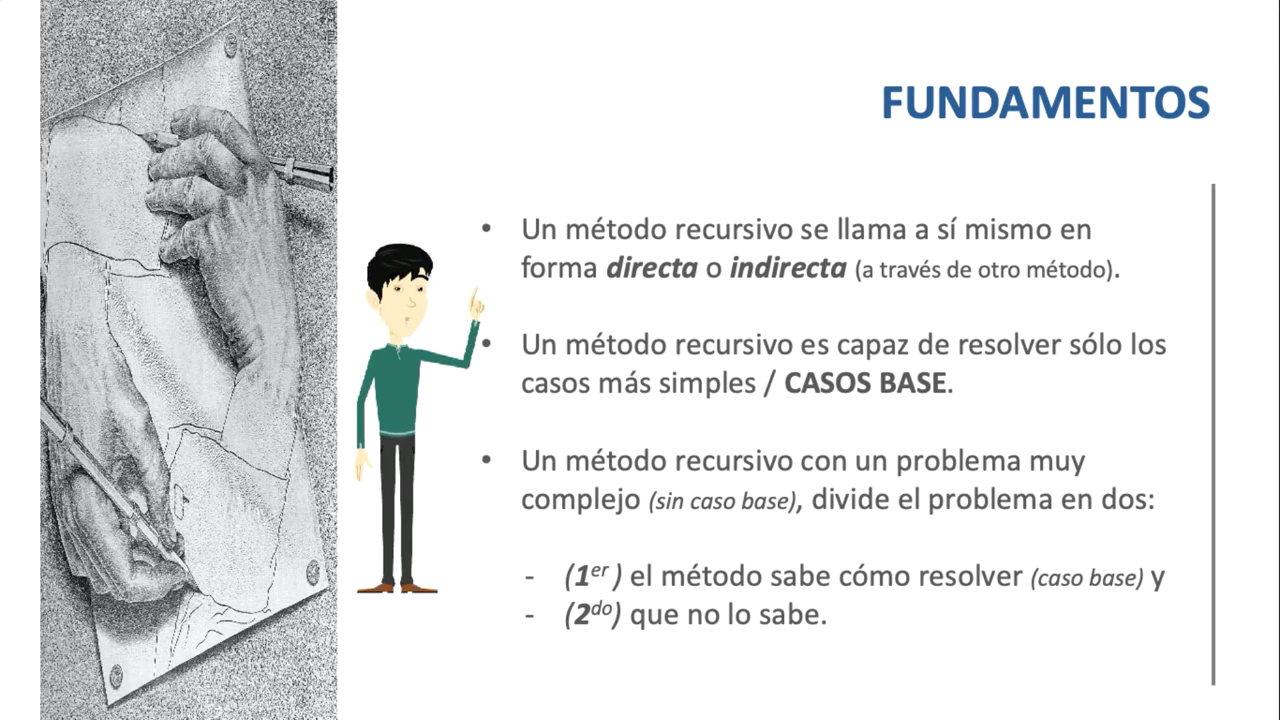 FUNDAMENTOS
• Un método recursivo se llama a sí mismo en
forma directa o indirecta (a través de otro método).
• Un método recursivo es capaz de resolver sólo los
casos más simples / CASOS BASE.
• Un método recursivo con un problema muy
complejo (sin caso base), divide el problema en dos:
- (1er ) el método sabe cómo resolver (caso base) y
- (2do) que no lo sabe.